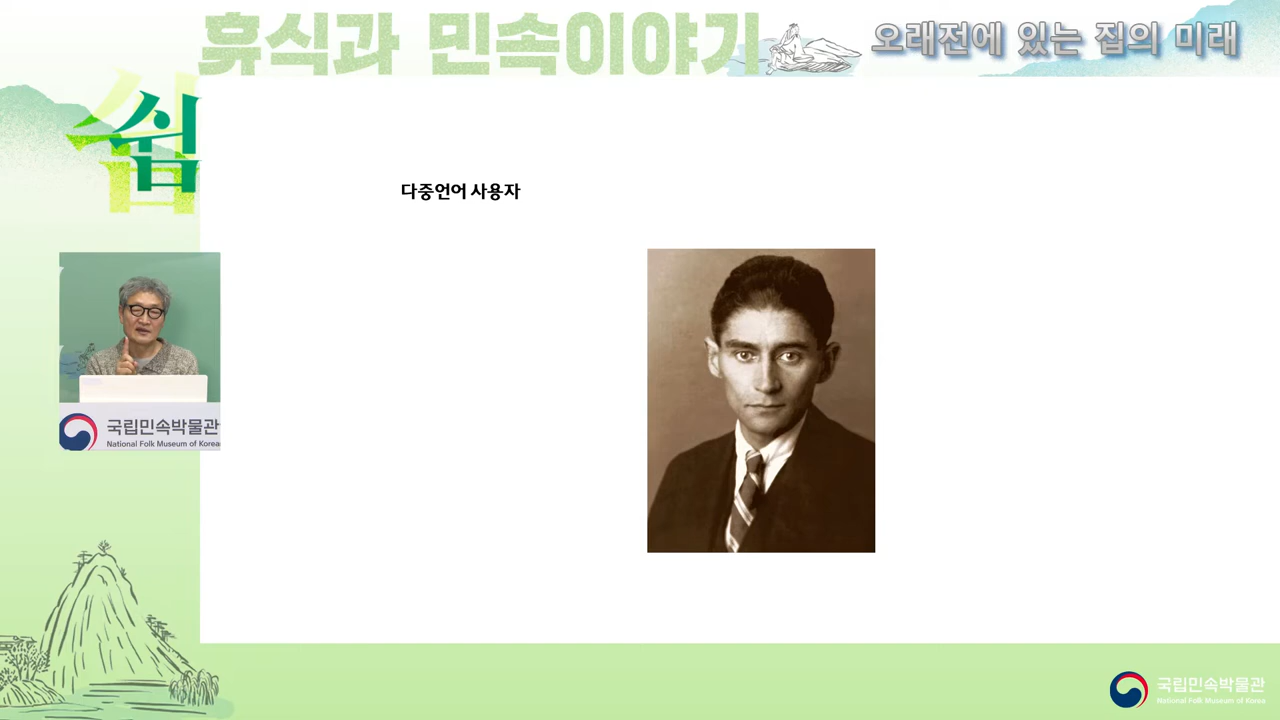 휴식과 민속이야기
오래전에 있는 집의 미래
쉼
다중언어 사용자
국립민속박물관
National Folk Museum of Korea
국립민속박물관
National Folk Museum of Korea